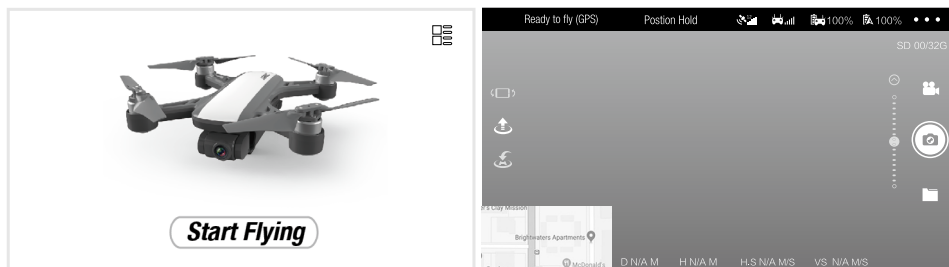 Start Flying
Ready to fly (GPS) Postion Hold 100% 100%
SD 00/32G
r's Clay Mission
Brightwaters Apartments
McDonald's
D N/A M H N/A M H.S N/A M/S VS N/A M/S